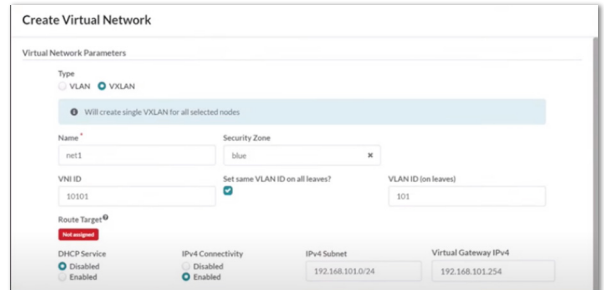 Create Virtual Network
Virtual Network Parameters
Type
VLAN VXLAN
Will create single VXLAN for all selected nodes
Name * Security Zone
net1 blue ×
VNI ID Set same VLAN ID on all leaves? VLAN ID (on leaves)
10101 101
Route Target
Not assigned
DHCP Service IPv4 Connectivity IPv4 Subnet Virtual Gateway IPv4
Disabled Disabled 192.168.101.0/24 192.168.101.254
Enabled Enabled